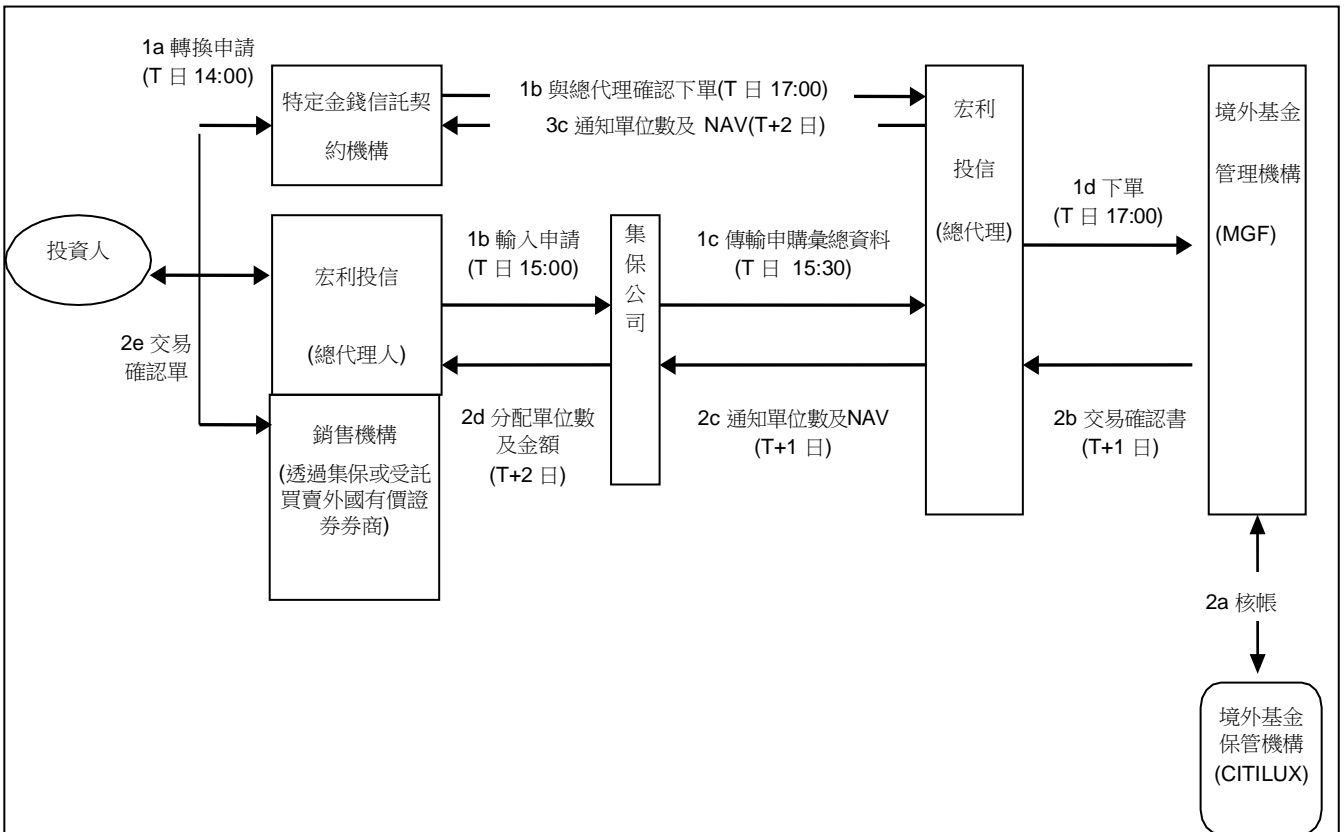 1a 轉換申請
(T 日 14:00)
特定金錢信託契
約機構
1b 與總代理確認下單(T 日 17:00)
3c 通知單位數及 NAV(T+2 日)
宏利
投信
(總代理)
境外基金
管理機構
(MGF)
1d 下單
(T 日 17:00)
投資人
宏利投信
(總代理人)
1b 輸入申請
(T 日 15:00)
集
保
公
司
1c 傳輸申購彙總資料
(T 日 15:30)
2e 交易
確認單
2d 分配單位數
及金額
(T+2 日)
2c 通知單位數及NAV
(T+1 日)
2b 交易確認書
(T+1 日)
銷售機構
(透過集保或受託
買賣外國有價證
券券商)
2a 核帳
境外基金
保管機構
(CITILUX)